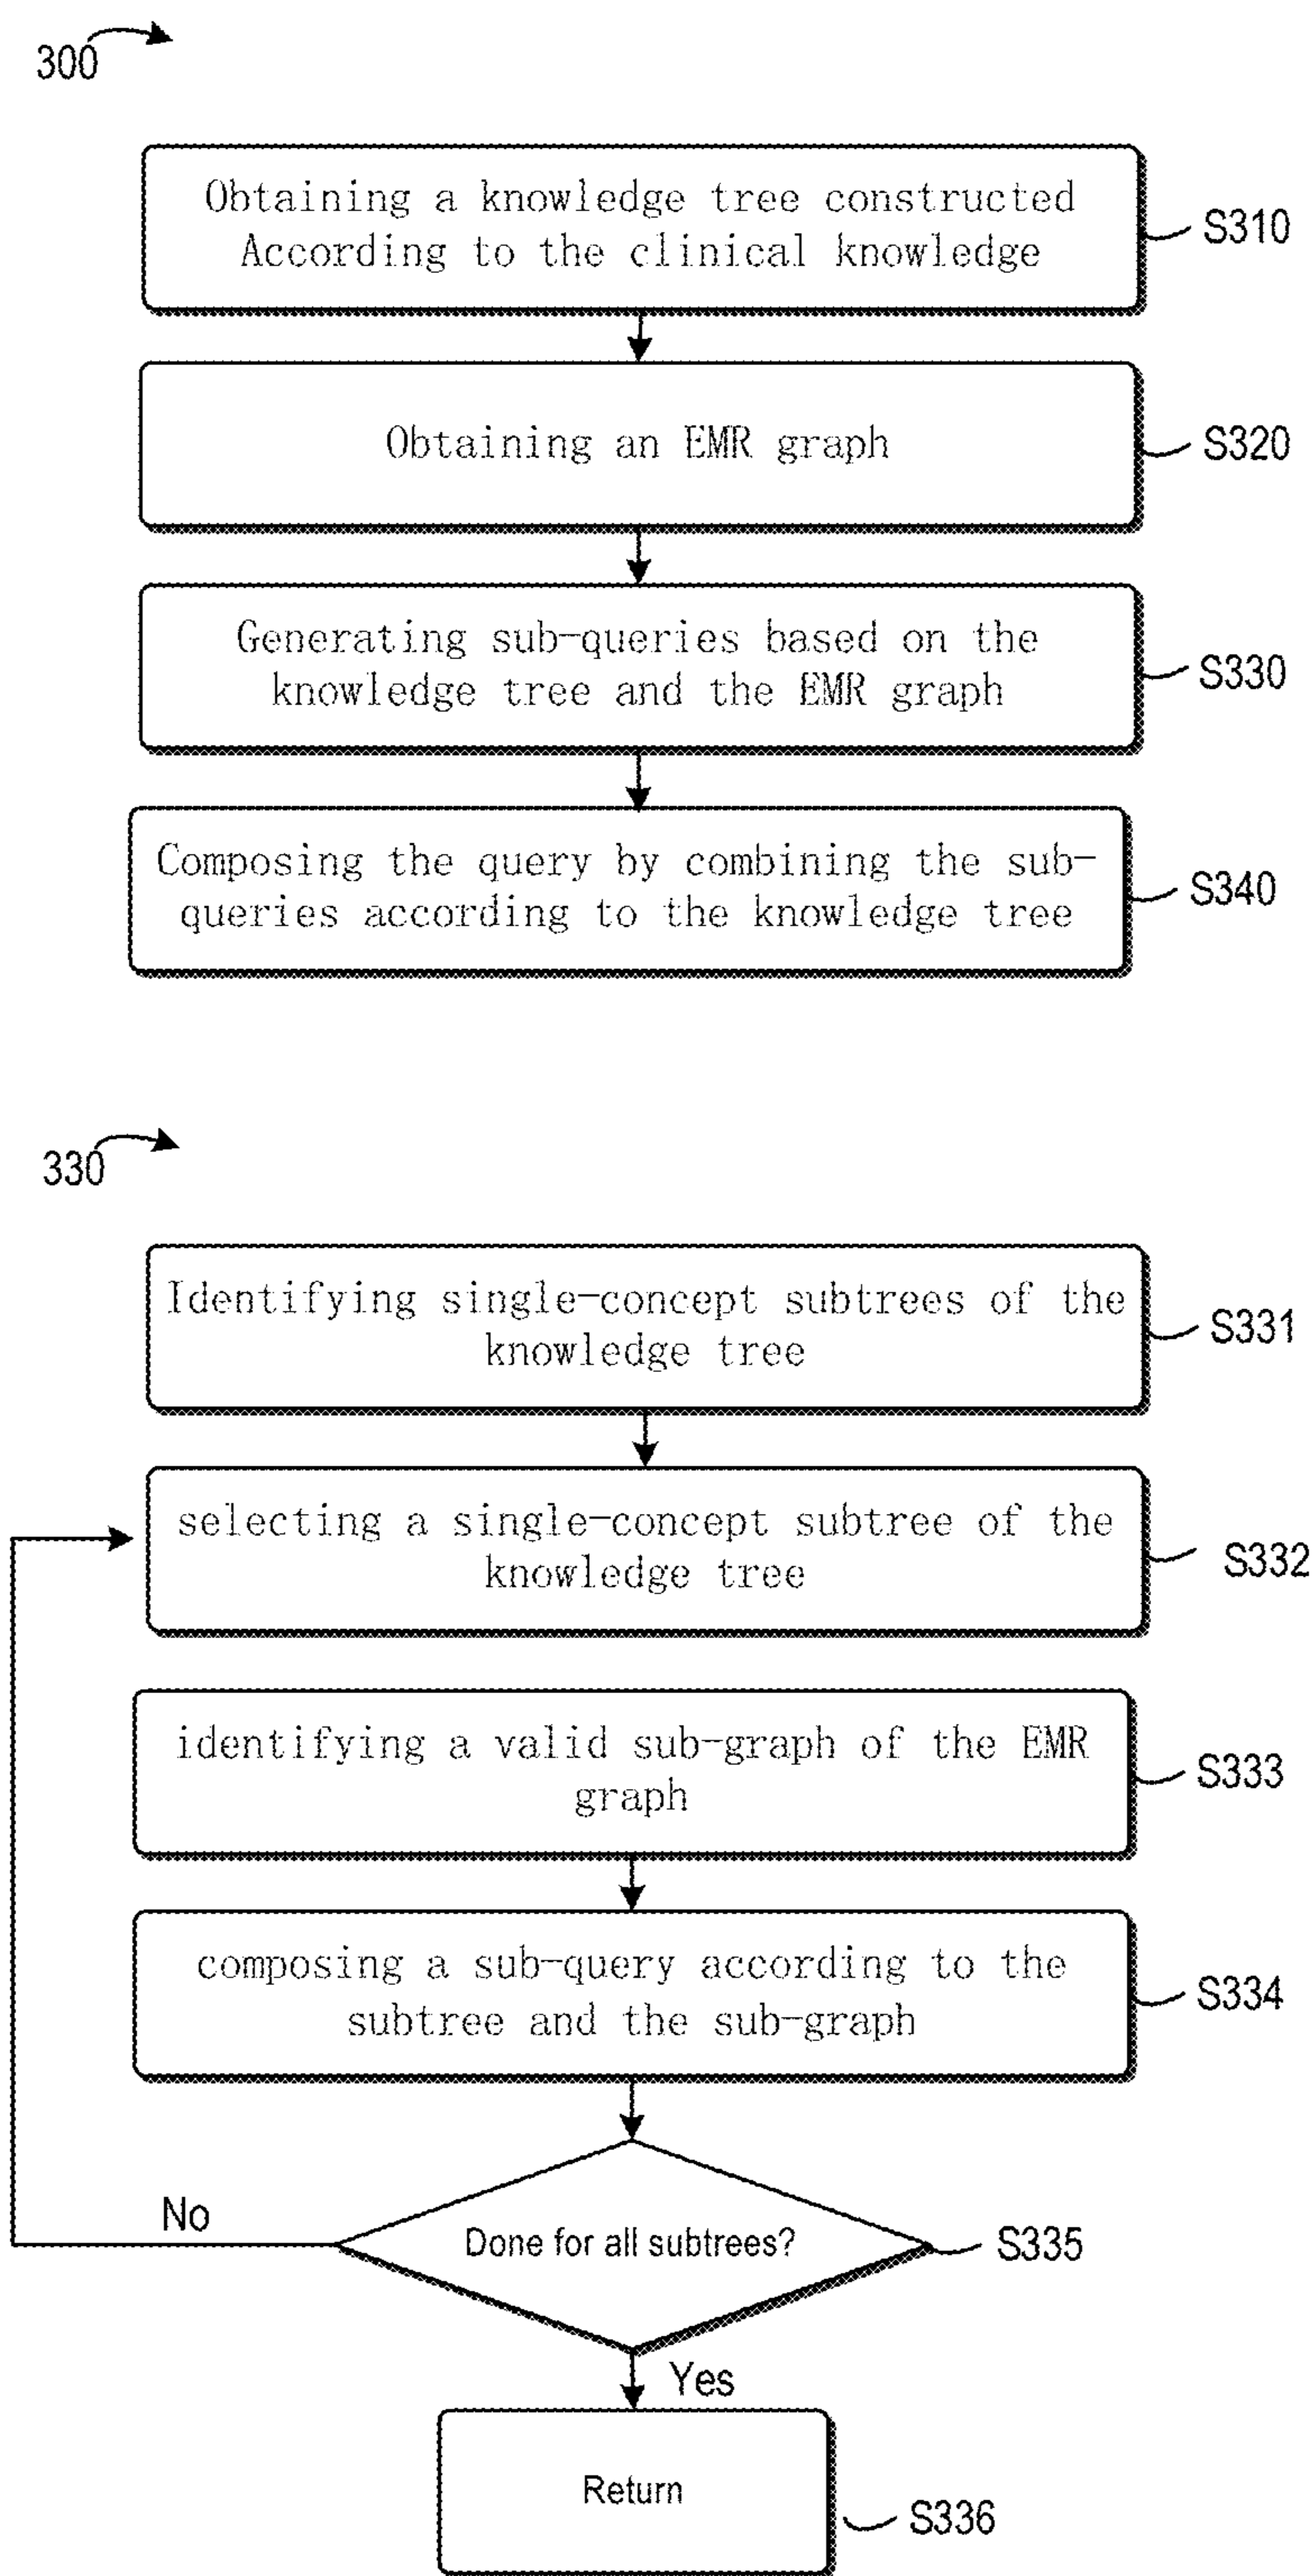 300
Obtaining a knowledge tree constructed
According to the clinical knowledge
S310
Obtaining an EMR graph
S320
Generating sub-queries based on the
knowledge tree and the EMR graph
S330
Composing the query by combining the sub-
queries according to the knowledge tree
S340
330
Identifying single-concept subtrees of the
knowledge tree
S331
selecting a single-concept subtree of the
knowledge tree
S332
identifying a valid sub-graph of the EMR
graph
S333
composing a sub-query according to the
subtree and the sub-graph
S334
Done for all subtrees?
S335
No
Yes
Return
S336